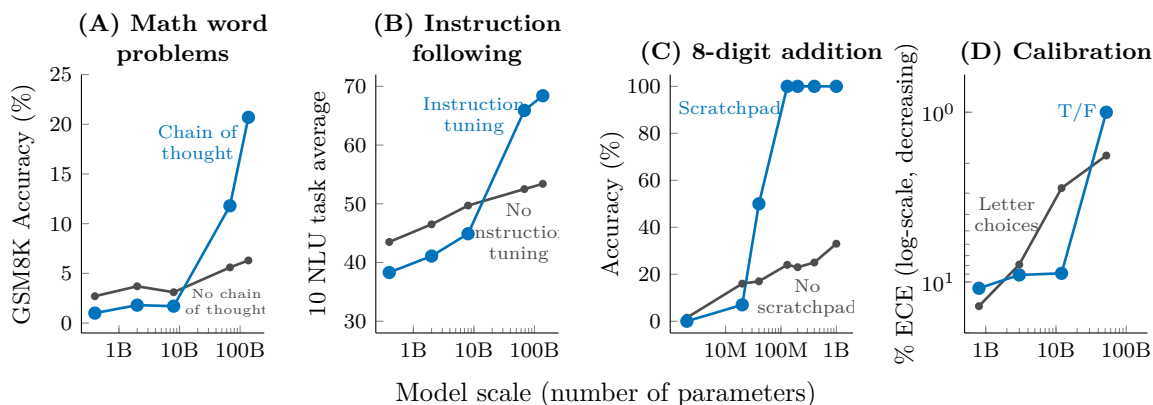 (A) Math word
problems
GSM8K Accuracy (%)
25
20
15
10
5
0
Chain of
thought
No chain
of thought
1B 10B 100B
(B) Instruction
following
10 NLU task average
70
60
50
40
30
Instruction
tuning
No
instruction
tuning
1B 10B 100B
(C) 8-digit addition
Accuracy (%)
100
80
60
40
20
0
Scratchpad
No
scratchpad
10M 100M 1B
(D) Calibration
% ECE (log-scale, decreasing)
10⁰
10¹
T/F
Letter
choices
1B 10B 100B
Model scale (number of parameters)